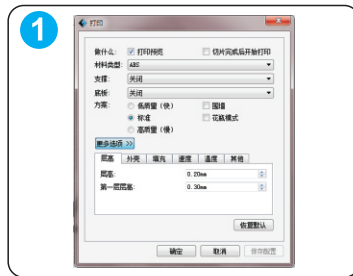 1
打印
做什么: 打印预览 切片完成后开始打印
材料类型: ABS
支撑: 关闭
底板: 关闭
方案: 低质量（快） 围墙
标准 花瓶模式
高质量（慢）
更多选项 >>
层高 外壳 填充 速度 温度 其他
层高: 0.20mm
第一层层高: 0.30mm
恢复默认
确定 取消 保存配置